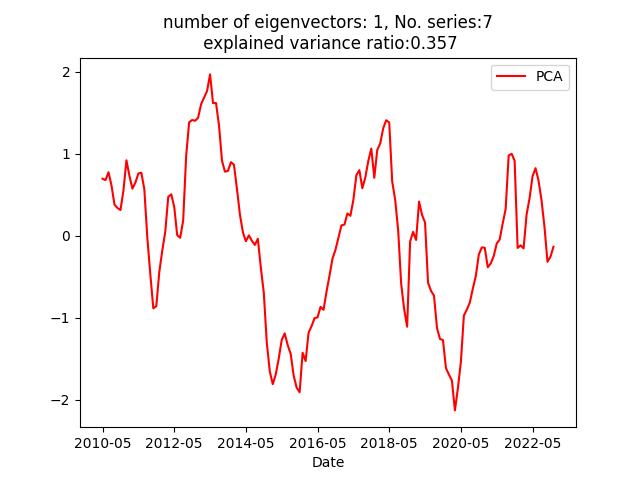 number of eigenvectors: 1, No. series:7
explained variance ratio:0.357
PCA
2
1
0
−1
−2
2010-05 2012-05 2014-05 2016-05 2018-05 2020-05 2022-05
Date